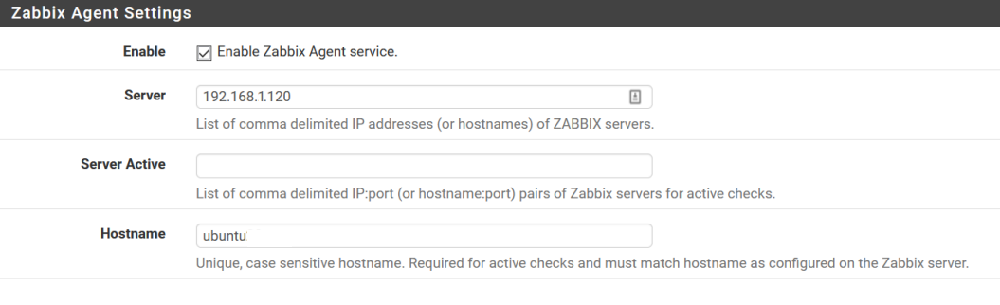 Zabbix Agent Settings
Enable Enable Zabbix Agent service.
Server 192.168.1.120
List of comma delimited IP addresses (or hostnames) of ZABBIX servers.
Server Active
List of comma delimited IP:port (or hostname:port) pairs of Zabbix servers for active checks.
Hostname ubuntu
Unique, case sensitive hostname. Required for active checks and must match hostname as configured on the Zabbix server.